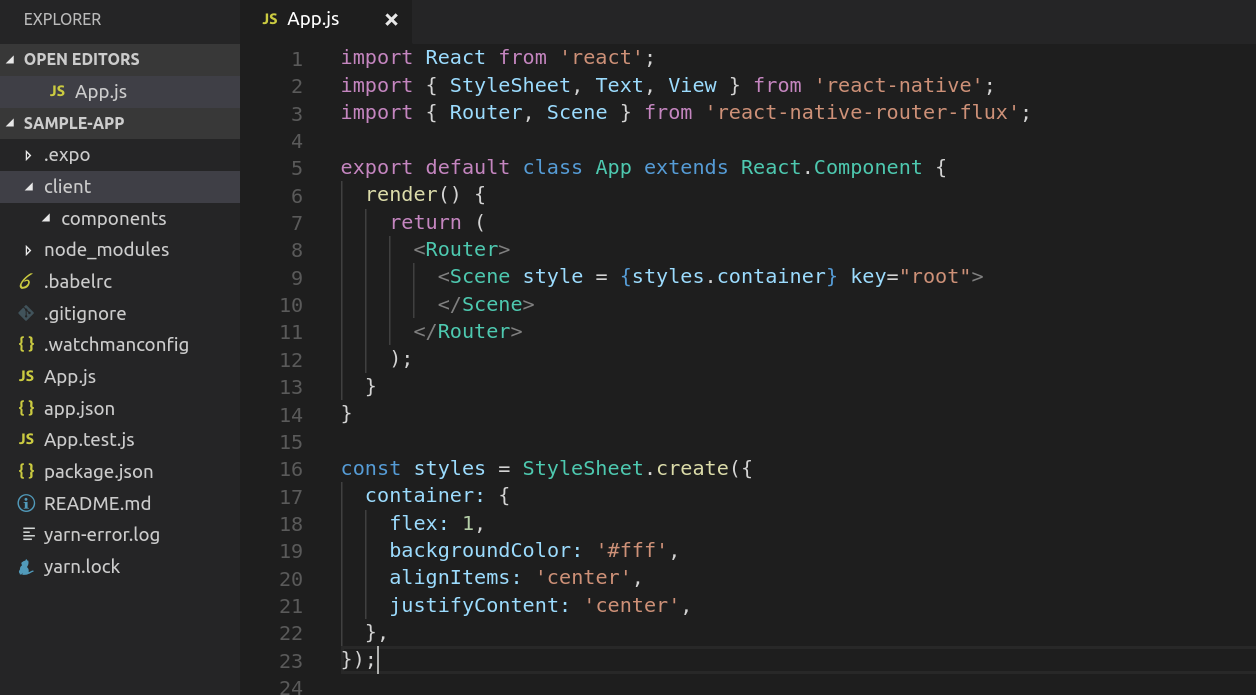 EXPLORER
OPEN EDITORS
JS App.js
SAMPLE-APP
.expo
client
components
node_modules
.babelrc
.gitignore
{} .watchmanconfig
JS App.js
{} app.json
JS App.test.js
{} package.json
README.md
yarn-error.log
yarn.lock
JS App.js ×
1 import React from 'react';
2 import { StyleSheet, Text, View } from 'react-native';
3 import { Router, Scene } from 'react-native-router-flux';
4
5 export default class App extends React.Component {
6   render() {
7     return (
8       <Router>
9         <Scene style = {styles.container} key="root">
10         </Scene>
11       </Router>
12     );
13   }
14 }
15
16 const styles = StyleSheet.create({
17   container: {
18     flex: 1,
19     backgroundColor: '#fff',
20     alignItems: 'center',
21     justifyContent: 'center',
22   },
23 });
24